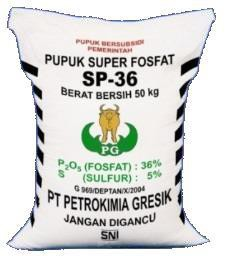 PUPUK BERSUBSIDI
PEMERINTAH
PUPUK SUPER FOSFAT
SP-36
BERAT BERSIH 50 kg
PG
P₂O₅ (FOSFAT) : 36%
S (SULFUR) : 5%
G 969/DEPTAN/X/2004
PT PETROKIMIA GRESIK
JANGAN DIGANCU
SNI